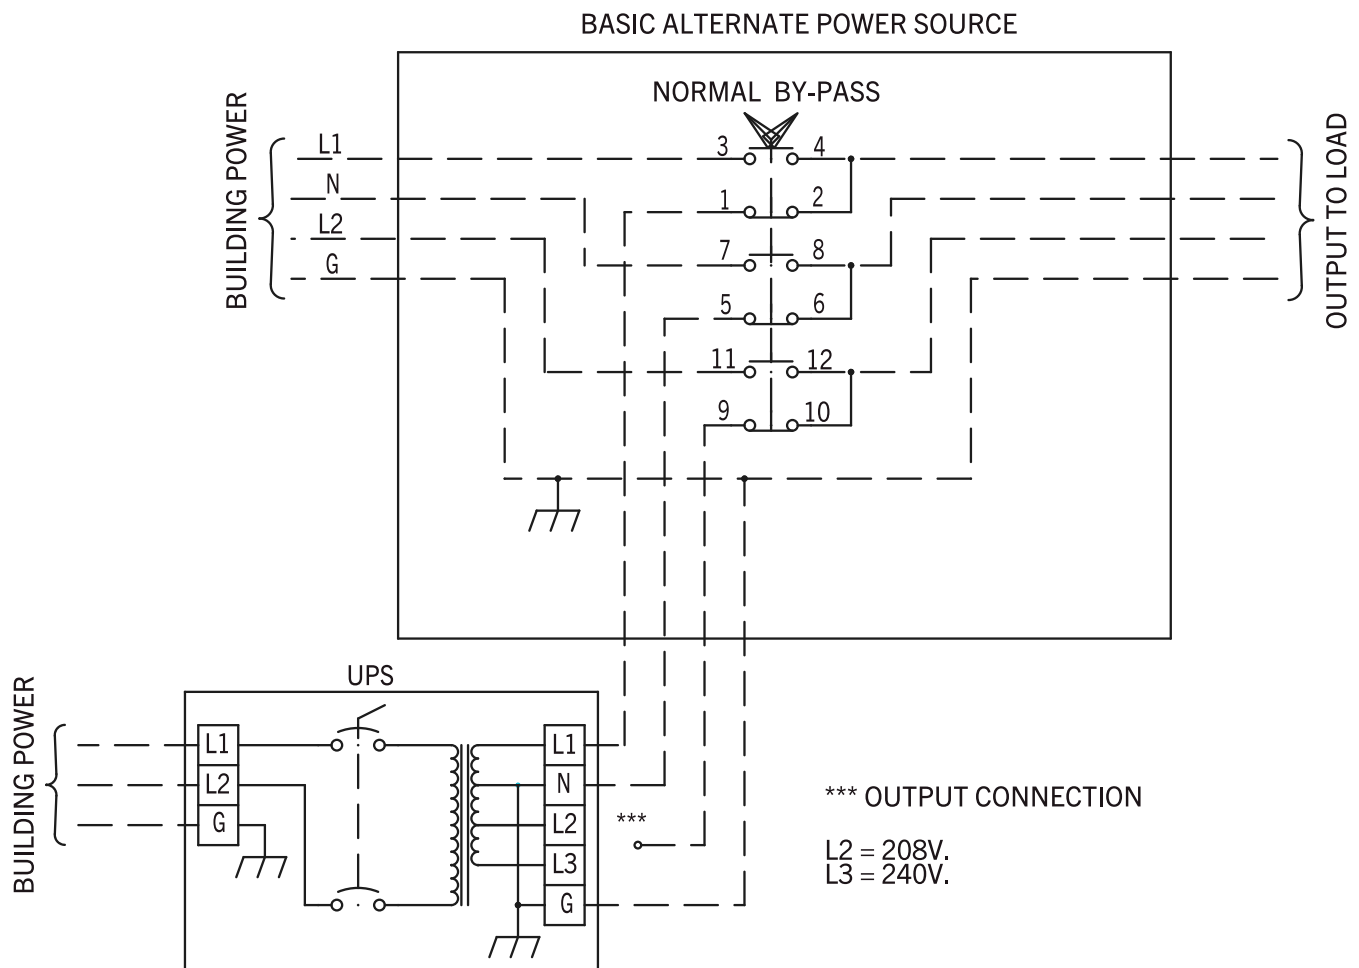 BASIC ALTERNATE POWER SOURCE
NORMAL BY-PASS
BUILDING POWER
L1
N
L2
G
3
4
1
2
7
8
5
6
11
12
9
10
OUTPUT TO LOAD
UPS
BUILDING POWER
L1
L2
G
L1
N
L2
L3
G
***
*** OUTPUT CONNECTION
L2 = 208V.
L3 = 240V.